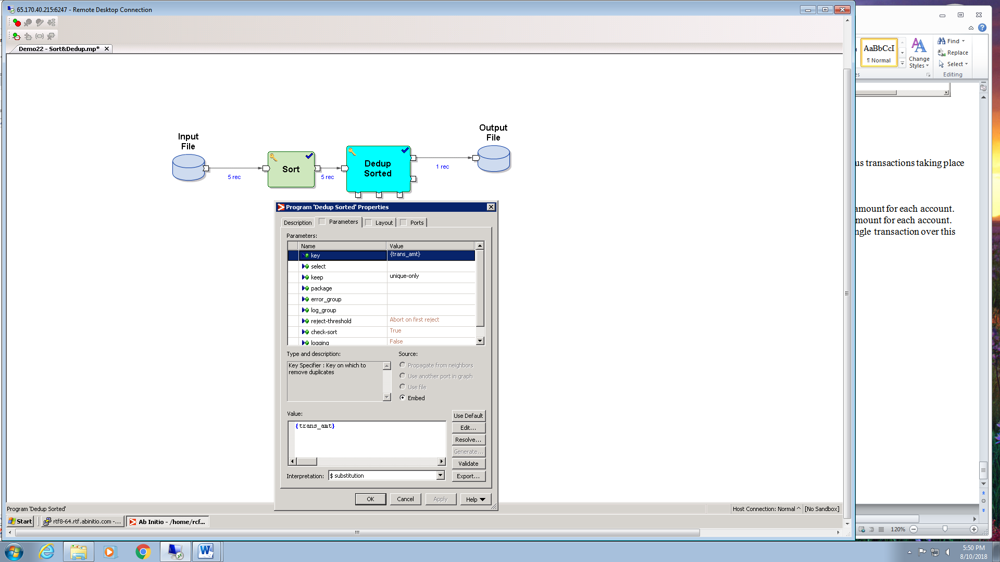 65.170.40.215:6247 - Remote Desktop Connection
Demo22 - Sort&Dedup.mp*
Input
File
5 rec
Sort
5 rec
Dedup
Sorted
1 rec
Output
File
Program 'Dedup Sorted' Properties
Description
Parameters
Layout
Ports
Parameters:
Name Value
key {trans_amt}
select
keep unique-only
package
error_group
log_group
reject-threshold Abort on first reject
check-sort True
logging False
Type and description:
Key Specifier : Key on which to
remove duplicates
Source:
Propagate from neighbors
Use another port in graph
Use file
Embed
Value:
{trans_amt}
Use Default
Edit...
Resolve...
Generate...
Validate
Export...
Interpretation: $ substitution
OK
Cancel
Apply
Help
Program 'Dedup Sorted'
Host Connection: Normal ^ [No Sandbox]
Start
rtf8-64.rtf.abinitio.com -...
Ab Initio - /home/rcf...
AaBbCcI
¶ Normal
Change
Styles
Find
Replace
Select
Editing
us transactions taking place
amount for each account.
mount for each account.
ngle transaction over this
120%
5:50 PM
8/10/2018